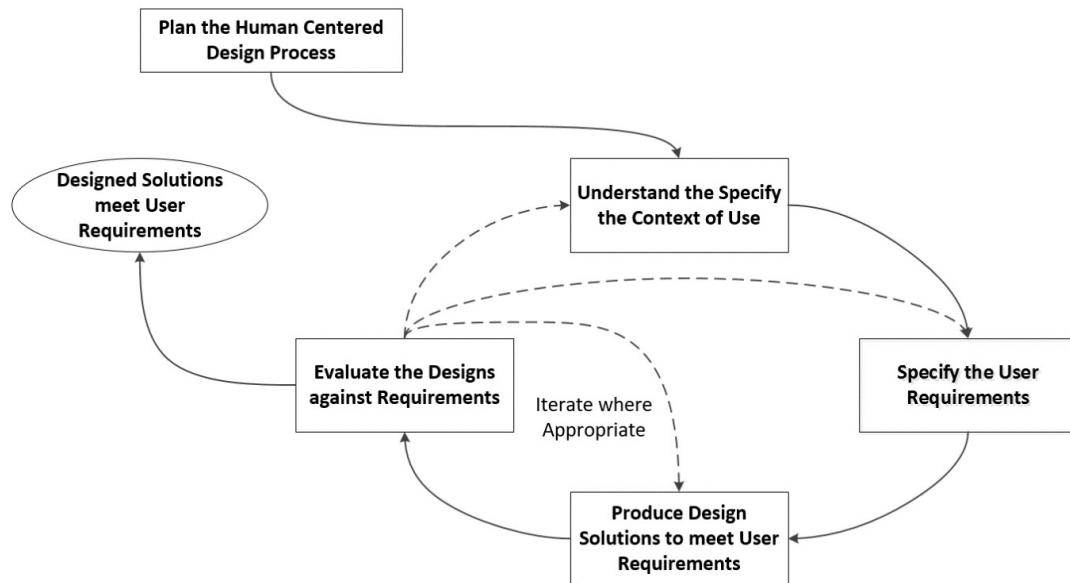 Plan the Human Centered
Design Process
Designed Solutions
meet User
Requirements
Understand the Specify
the Context of Use
Evaluate the Designs
against Requirements
Specify the User
Requirements
Iterate where
Appropriate
Produce Design
Solutions to meet User
Requirements